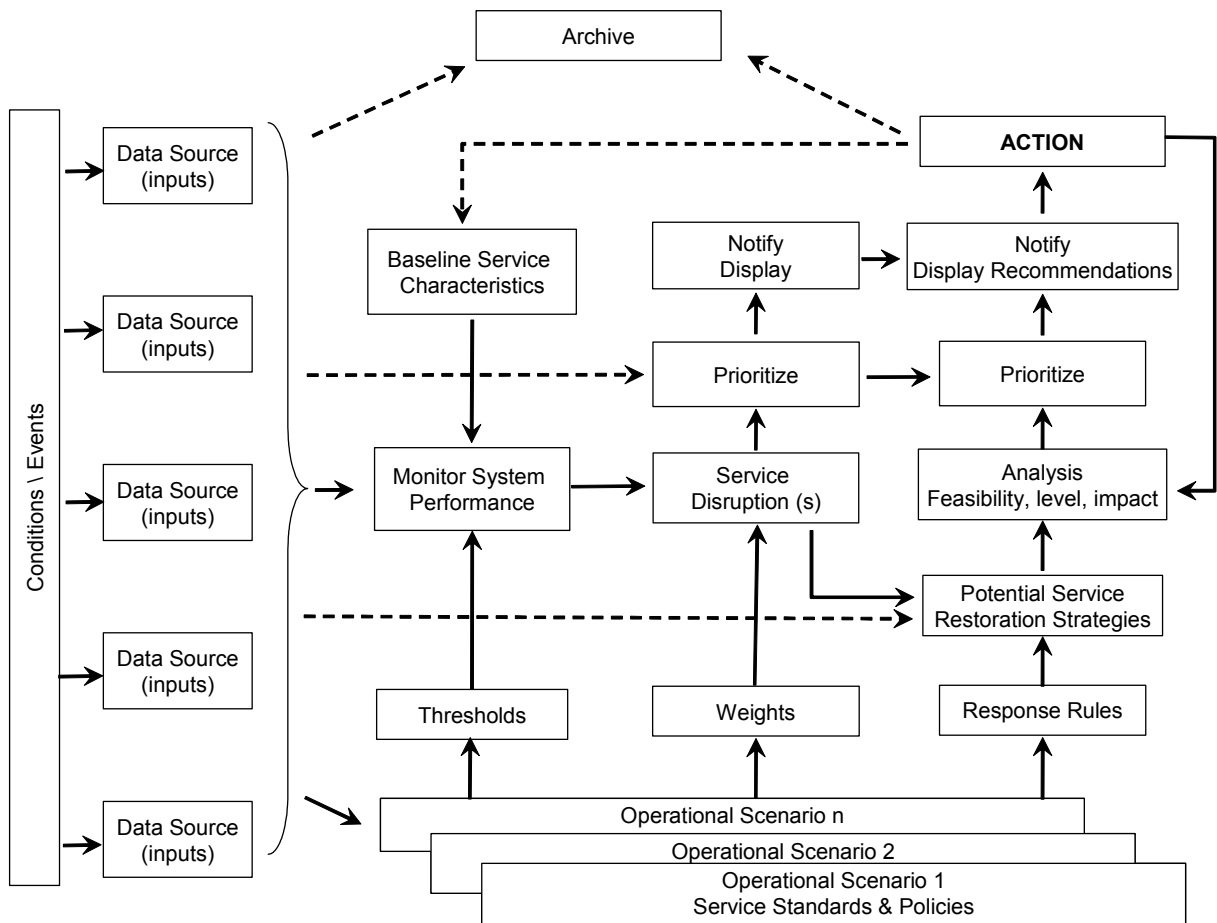 Archive
Conditions \ Events
Data Source
(inputs)
ACTION
Baseline Service
Characteristics
Notify
Display
Notify
Display Recommendations
Data Source
(inputs)
Prioritize
Prioritize
Data Source
(inputs)
Monitor System
Performance
Service
Disruption (s)
Analysis
Feasibility, level, impact
Potential Service
Restoration Strategies
Data Source
(inputs)
Thresholds
Weights
Response Rules
Data Source
(inputs)
Operational Scenario n
Operational Scenario 2
Operational Scenario 1
Service Standards & Policies